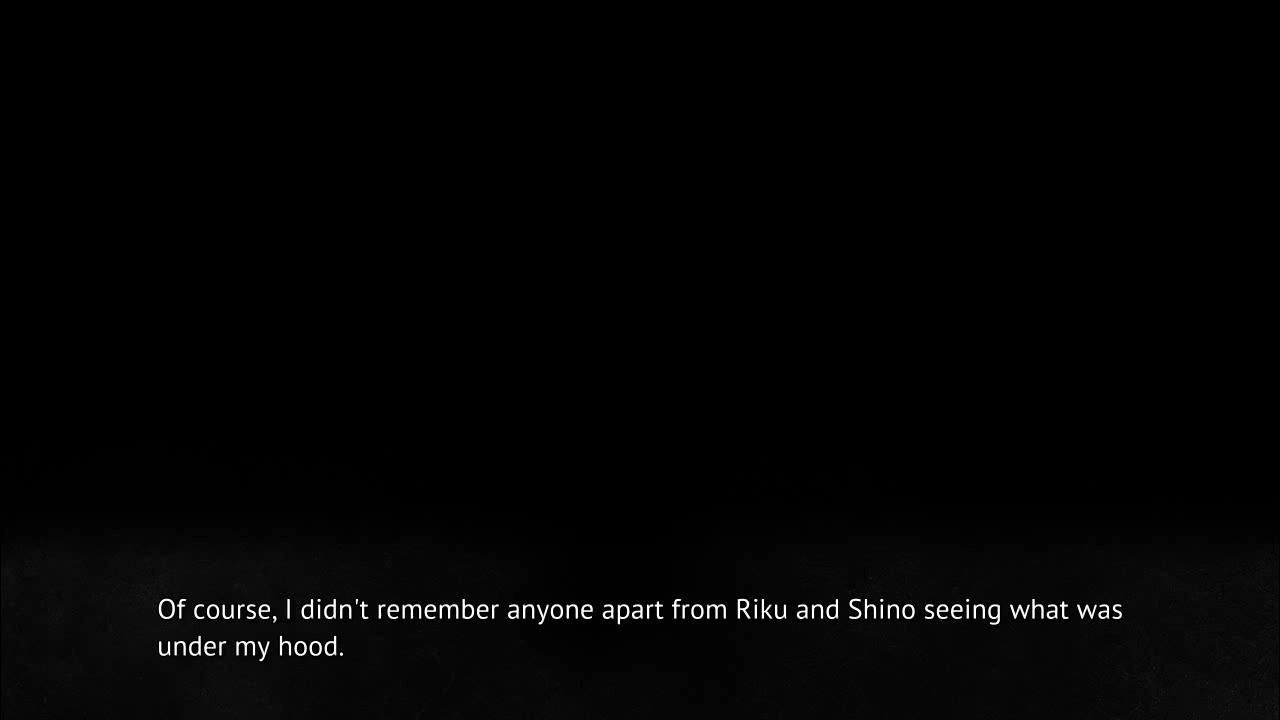 Of course, I didn't remember anyone apart from Riku and Shino seeing what was
under my hood.